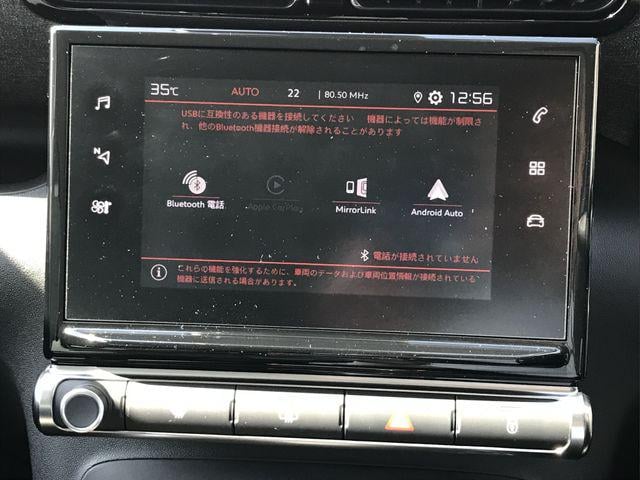 35℃ AUTO 22 | 80.50 MHz 12:56
USBに互換性のある機器を接続してください　機器によっては機能が制限さ
れ、他のBluetooth機器接続が解除されることがあります
N
Bluetooth 電話 Apple CarPlay MirrorLink Android Auto
電話が接続されていません
これらの機能を強化するために、車両のデータおよび車両位置情報が接続されている
機器に送信される場合があります。